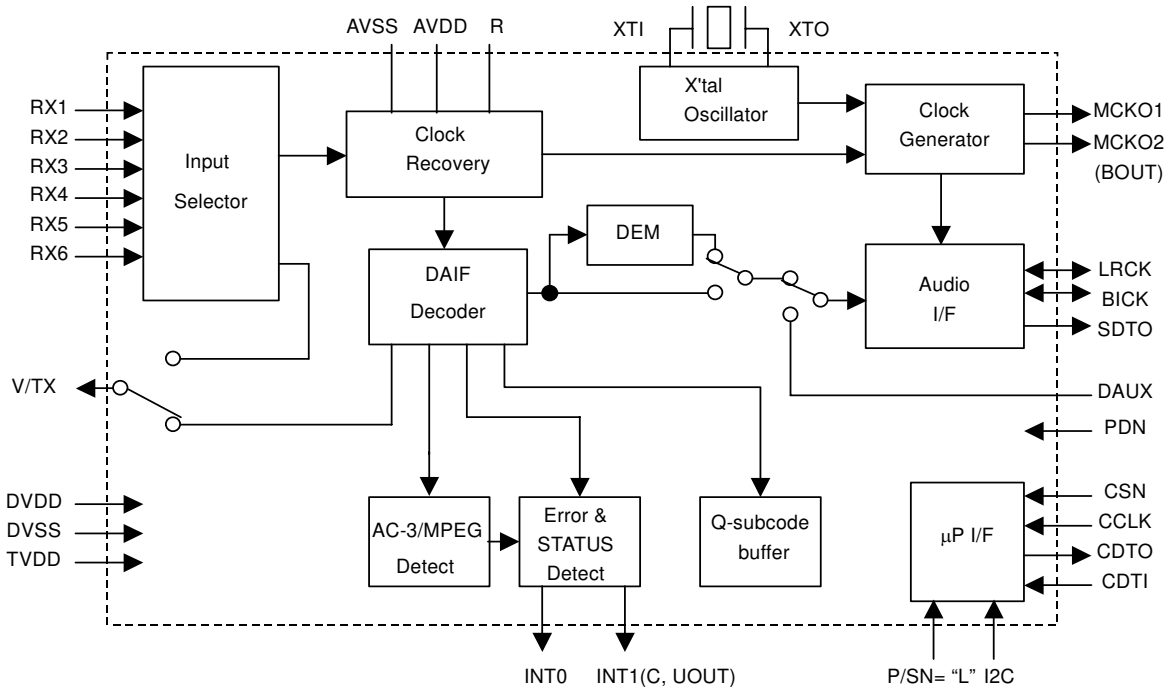 AVSS AVDD R
XTI XTO
RX1
RX2
RX3
RX4
RX5
RX6
Input
Selector
Clock
Recovery
X'tal
Oscillator
Clock
Generator
MCKO1
MCKO2
(BOUT)
DEM
DAIF
Decoder
Audio
I/F
LRCK
BICK
SDTO
V/TX
DAUX
PDN
DVDD
DVSS
TVDD
AC-3/MPEG
Detect
Error &
STATUS
Detect
Q-subcode
buffer
µP I/F
CSN
CCLK
CDTO
CDTI
INT0 INT1(C, UOUT)
P/SN= “L” I2C